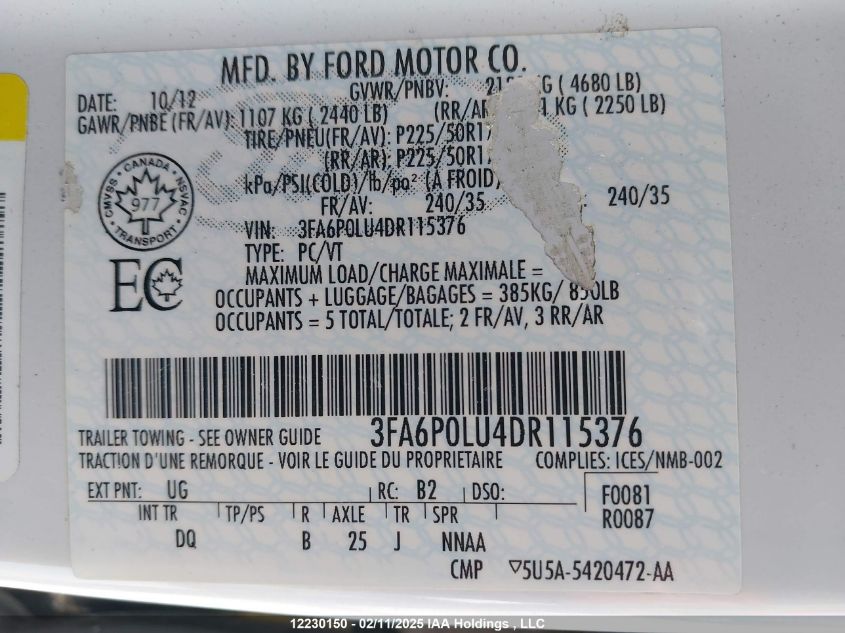 MFD. BY FORD MOTOR CO.
DATE: 10/12 GVWR/PNBV: G ( 4680 LB)
GAWR/PNBE (FR/AV): 1107 KG ( 2440 LB) (RR/AR KG ( 2250 LB)
TIRE/PNEU(FR/AV): P225/50R17
(RR/AR): P225/50R17
kPa/PSI(COLD)/lb/po² (A FROID)
FR/AV: 240/35 240/35
VIN: 3FA6P0LU4DR115376
TYPE: PC/VT
MAXIMUM LOAD/CHARGE MAXIMALE =
OCCUPANTS + LUGGAGE/BAGAGES = 385KG/ 850LB
OCCUPANTS = 5 TOTAL/TOTALE; 2 FR/AV, 3 RR/AR
CANADA
CMVSS NSVAC
977
TRANSPORT
EC
3FA6P0LU4DR115376
TRAILER TOWING - SEE OWNER GUIDE
TRACTION D'UNE REMORQUE - VOIR LE GUIDE DU PROPRIETAIRE
COMPLIES: ICES/NMB-002
EXT PNT: UG RC: B2 DSO: F0081
INT TR TP/PS R AXLE TR SPR R0087
DQ B 25 J NNAA
CMP ▽5U5A-5420472-AA
12230150 - 02/11/2025 IAA Holdings , LLC